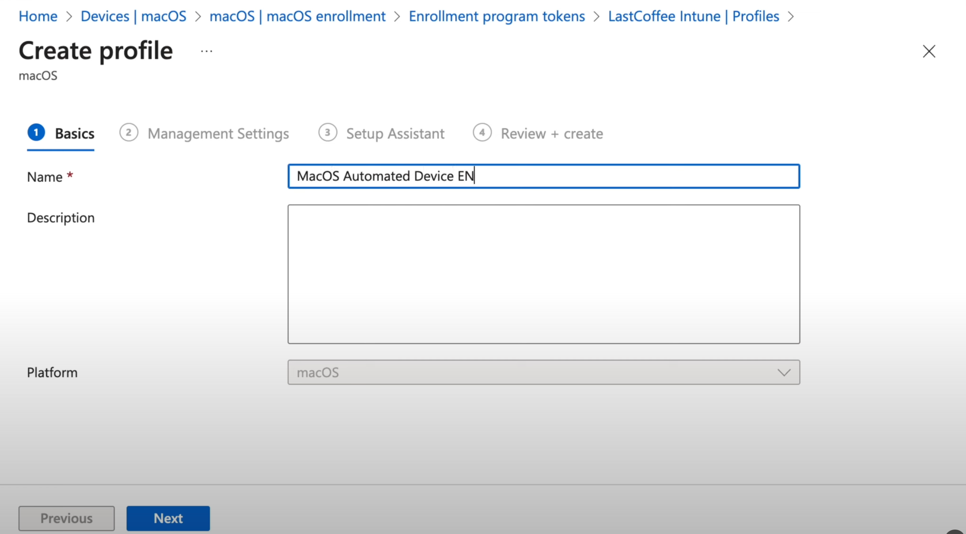 Home > Devices | macOS > macOS | macOS enrollment > Enrollment program tokens > LastCoffee Intune | Profiles >
Create profile ...
macOS
1 Basics 2 Management Settings 3 Setup Assistant 4 Review + create
Name * MacOS Automated Device EN
Description
Platform macOS
Previous Next